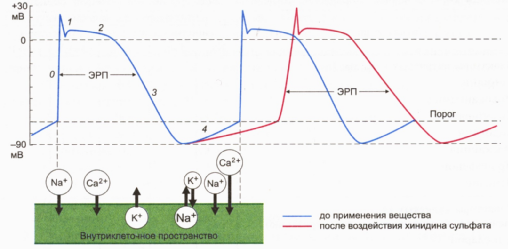 +30
мВ
1
2
0
0
ЭРП
3
ЭРП
4
Порог
–90
мВ
Na⁺
Ca²⁺
K⁺
K⁺
Na⁺
Na⁺
Ca²⁺
Внутриклеточное пространство
до применения вещества
после воздействия хинидина сульфата